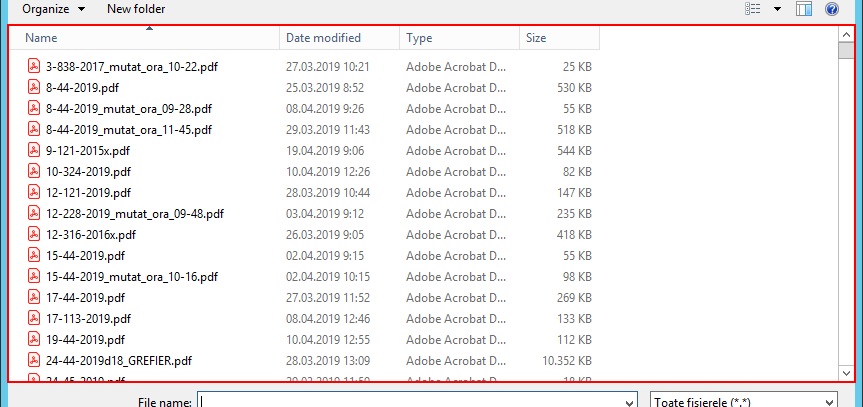 Organize New folder
Name Date modified Type Size
3-838-2017_mutat_ora_10-22.pdf 27.03.2019 10:21 Adobe Acrobat D... 25 KB
8-44-2019.pdf 25.03.2019 8:52 Adobe Acrobat D... 530 KB
8-44-2019_mutat_ora_09-28.pdf 08.04.2019 9:26 Adobe Acrobat D... 55 KB
8-44-2019_mutat_ora_11-45.pdf 29.03.2019 11:43 Adobe Acrobat D... 518 KB
9-121-2015x.pdf 19.04.2019 9:06 Adobe Acrobat D... 544 KB
10-324-2019.pdf 10.04.2019 12:26 Adobe Acrobat D... 82 KB
12-121-2019.pdf 28.03.2019 10:44 Adobe Acrobat D... 147 KB
12-228-2019_mutat_ora_09-48.pdf 03.04.2019 9:12 Adobe Acrobat D... 235 KB
12-316-2016x.pdf 26.03.2019 9:05 Adobe Acrobat D... 418 KB
15-44-2019.pdf 02.04.2019 9:15 Adobe Acrobat D... 55 KB
15-44-2019_mutat_ora_10-16.pdf 02.04.2019 10:15 Adobe Acrobat D... 98 KB
17-44-2019.pdf 27.03.2019 11:52 Adobe Acrobat D... 269 KB
17-113-2019.pdf 08.04.2019 12:46 Adobe Acrobat D... 133 KB
19-44-2019.pdf 10.04.2019 12:55 Adobe Acrobat D... 112 KB
24-44-2019d18_GREFIER.pdf 28.03.2019 13:09 Adobe Acrobat D... 10.352 KB
File name: Toate fisierele (*.*)